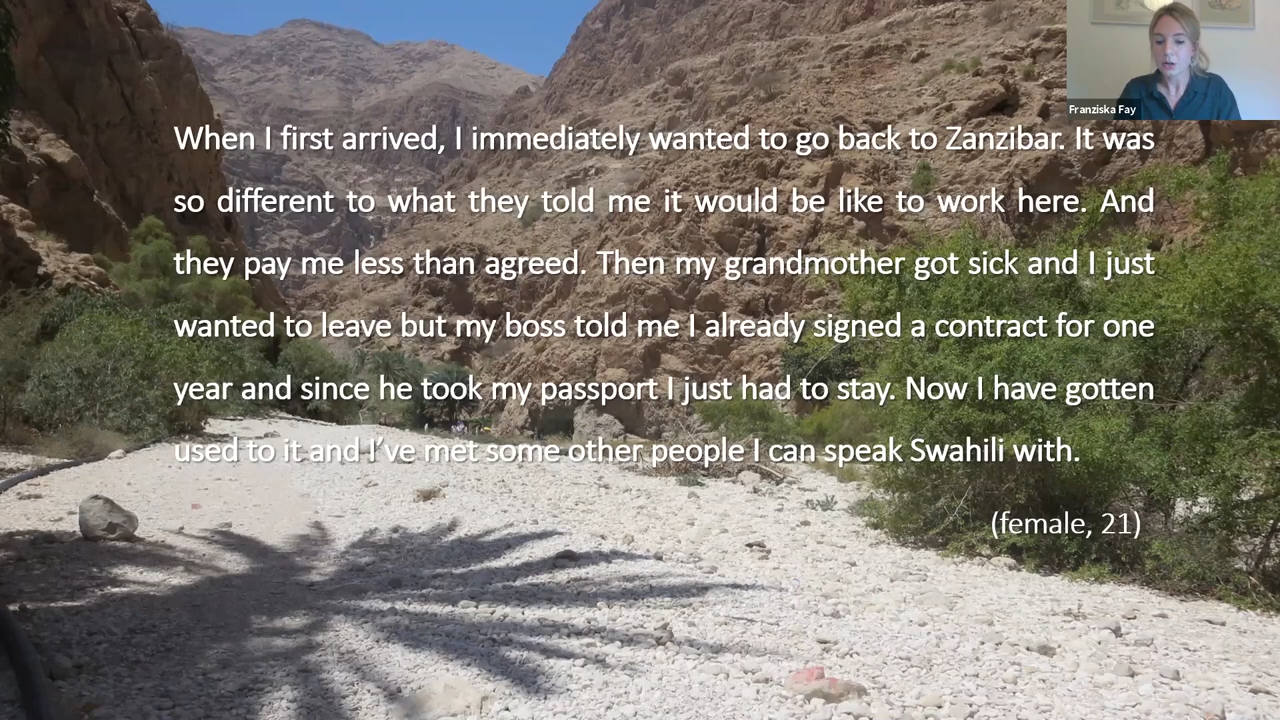 Franziska Fay
When I first arrived, I immediately wanted to go back to Zanzibar. It was
so different to what they told me it would be like to work here. And
they pay me less than agreed. Then my grandmother got sick and I just
wanted to leave but my boss told me I already signed a contract for one
year and since he took my passport I just had to stay. Now I have gotten
used to it and I’ve met some other people I can speak Swahili with.
(female, 21)